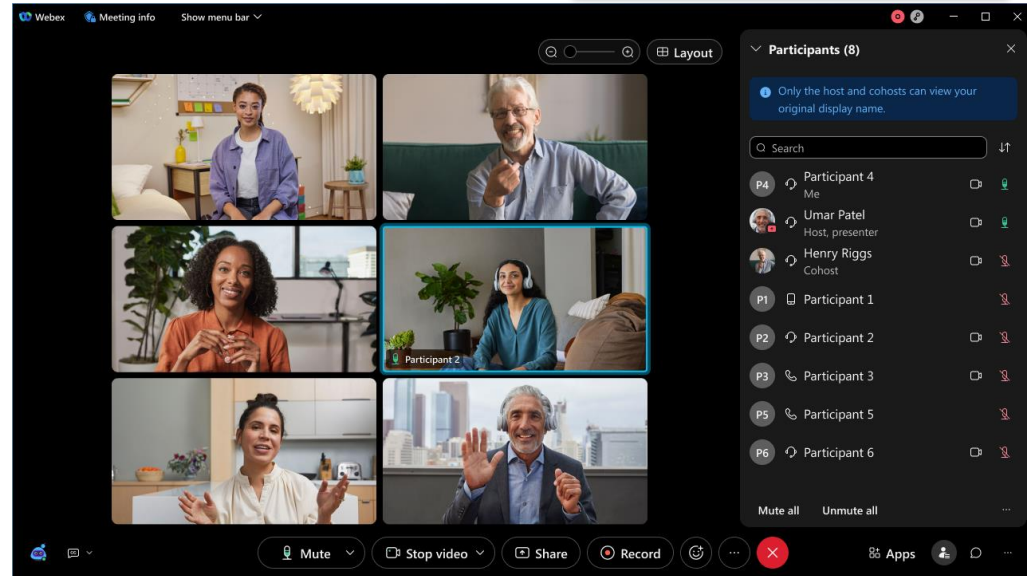 Webex
Meeting info
Show menu bar
Layout
Participant 2
Participants (8)
Only the host and cohosts can view your
original display name.
Search
P4
Participant 4
Me
Umar Patel
Host, presenter
Henry Riggs
Cohost
P1
Participant 1
P2
Participant 2
P3
Participant 3
P5
Participant 5
P6
Participant 6
Mute all
Unmute all
Mute
Stop video
Share
Record
Apps